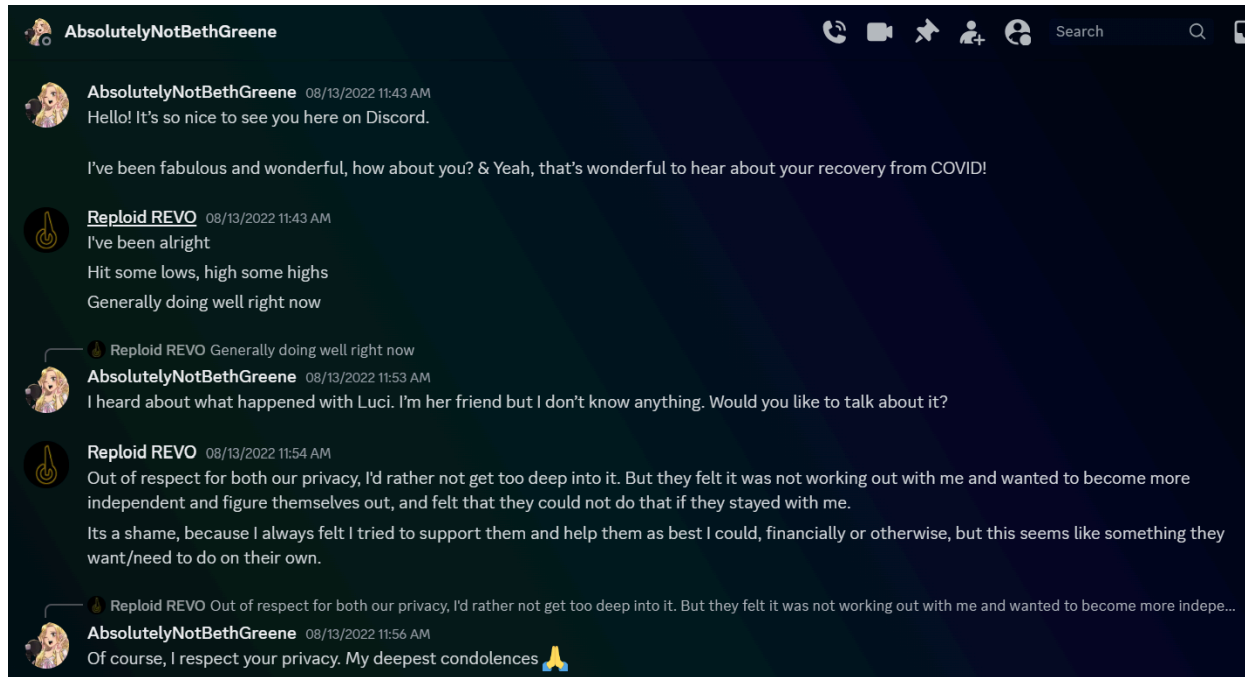 AbsolutelyNotBethGreene
Search
AbsolutelyNotBethGreene 08/13/2022 11:43 AM
Hello! It’s so nice to see you here on Discord.
I’ve been fabulous and wonderful, how about you? & Yeah, that’s wonderful to hear about your recovery from COVID!
Reploid REVO 08/13/2022 11:43 AM
I've been alright
Hit some lows, high some highs
Generally doing well right now
Reploid REVO Generally doing well right now
AbsolutelyNotBethGreene 08/13/2022 11:53 AM
I heard about what happened with Luci. I’m her friend but I don’t know anything. Would you like to talk about it?
Reploid REVO 08/13/2022 11:54 AM
Out of respect for both our privacy, I'd rather not get too deep into it. But they felt it was not working out with me and wanted to become more
independent and figure themselves out, and felt that they could not do that if they stayed with me.
Its a shame, because I always felt I tried to support them and help them as best I could, financially or otherwise, but this seems like something they
want/need to do on their own.
Reploid REVO Out of respect for both our privacy, I'd rather not get too deep into it. But they felt it was not working out with me and wanted to become more indepe...
AbsolutelyNotBethGreene 08/13/2022 11:56 AM
Of course, I respect your privacy. My deepest condolences 🙏